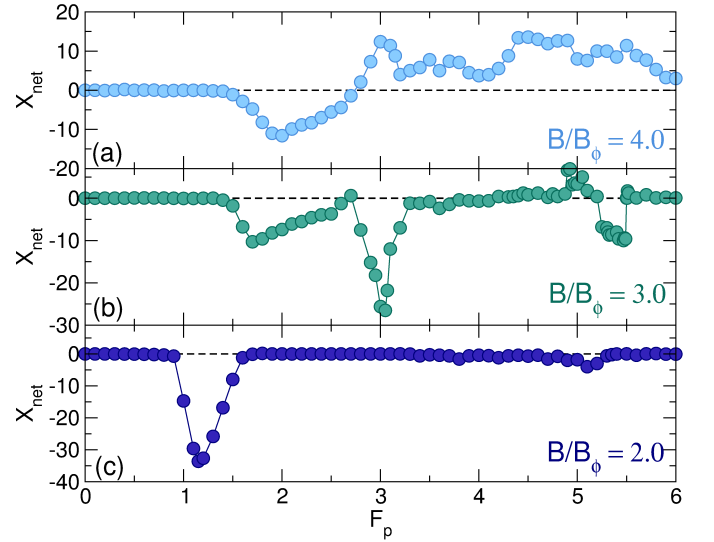 20
10
0
-10
20
X_net
(a)
B/B_ϕ = 4.0
0
-10
-20
-30
X_net
(b)
B/B_ϕ = 3.0
0
-10
-20
-30
-40
X_net
(c)
B/B_ϕ = 2.0
0 1 2 3 4 5 6
F_p